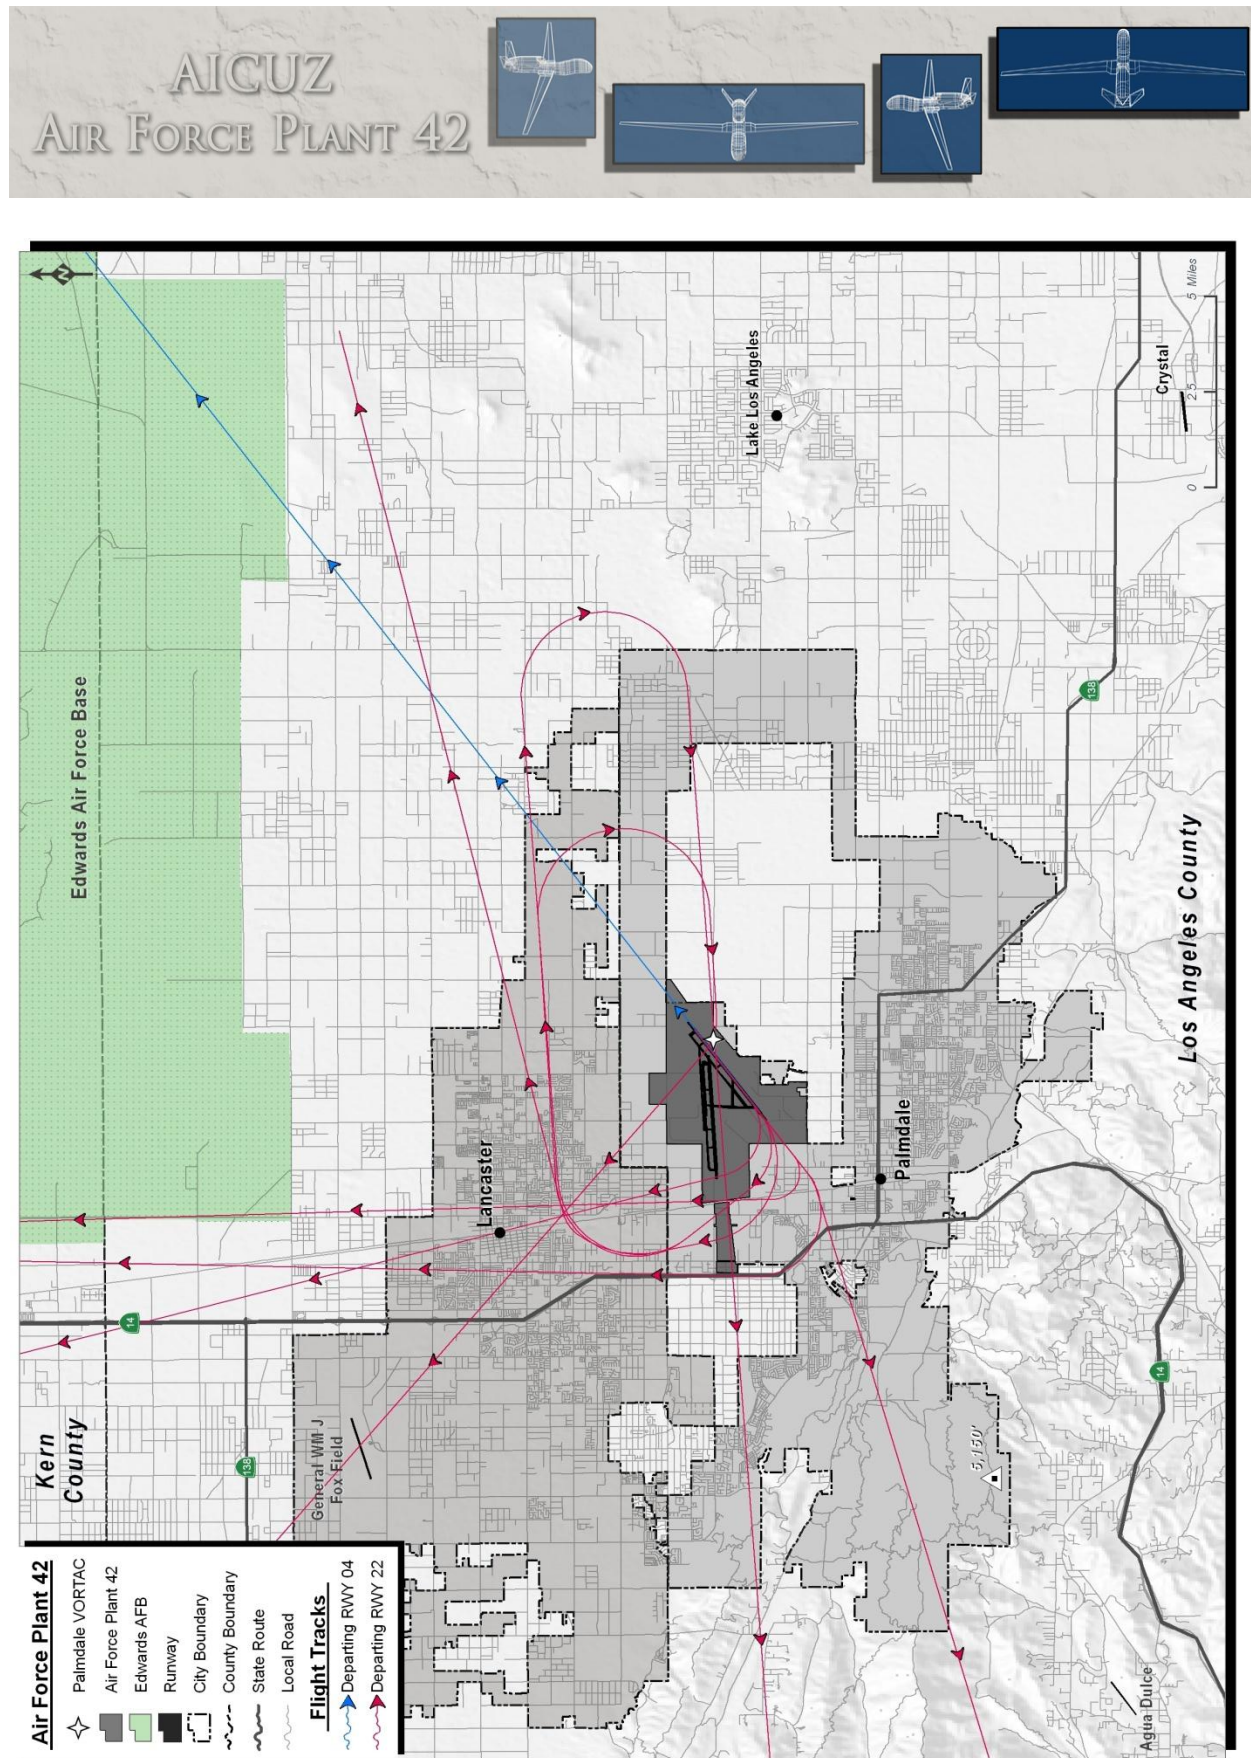 AICUZ
AIR FORCE PLANT 42
Air Force Plant 42
Palmdale VORTAC
Air Force Plant 42
Edwards AFB
Runway
City Boundary
County Boundary
State Route
Local Road
Flight Tracks
Departing RWY 04
Departing RWY 22
Kern
County
138
14
General WM J.
Fox Field
Edwards Air Force Base
N
Lancaster
Palmdale
Lake Los Angeles
Los Angeles County
138
14
Agua Dulce
Crystal
0
2.5
5 Miles